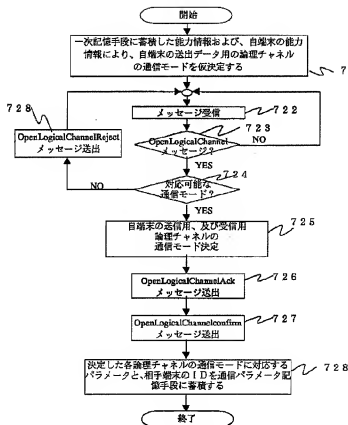 開始
一次記憶手段に蓄積した能力情報および、自端末の能力
情報により、自端末の送出データ用の論理チャネル
の通信モードを仮決定する
7
728
メッセージ受信
722
723
OpenLogicalChannelReject
メッセージ送出
OpenLogicalChannel
メッセージ?
NO
YES
724
NO
対応可能な
通信モード?
YES
725
自端末の送信用、及び受信用
論理チャネルの
通信モード決定
OpenLogicalChannelAck
メッセージ送出
726
OpenLogicalChannelconfirm
メッセージ送出
727
決定した各論理チャネルの通信モードに対応する
パラメータと、相手端末のIDを通信パラメータ記
憶手段に蓄積する
728
終了